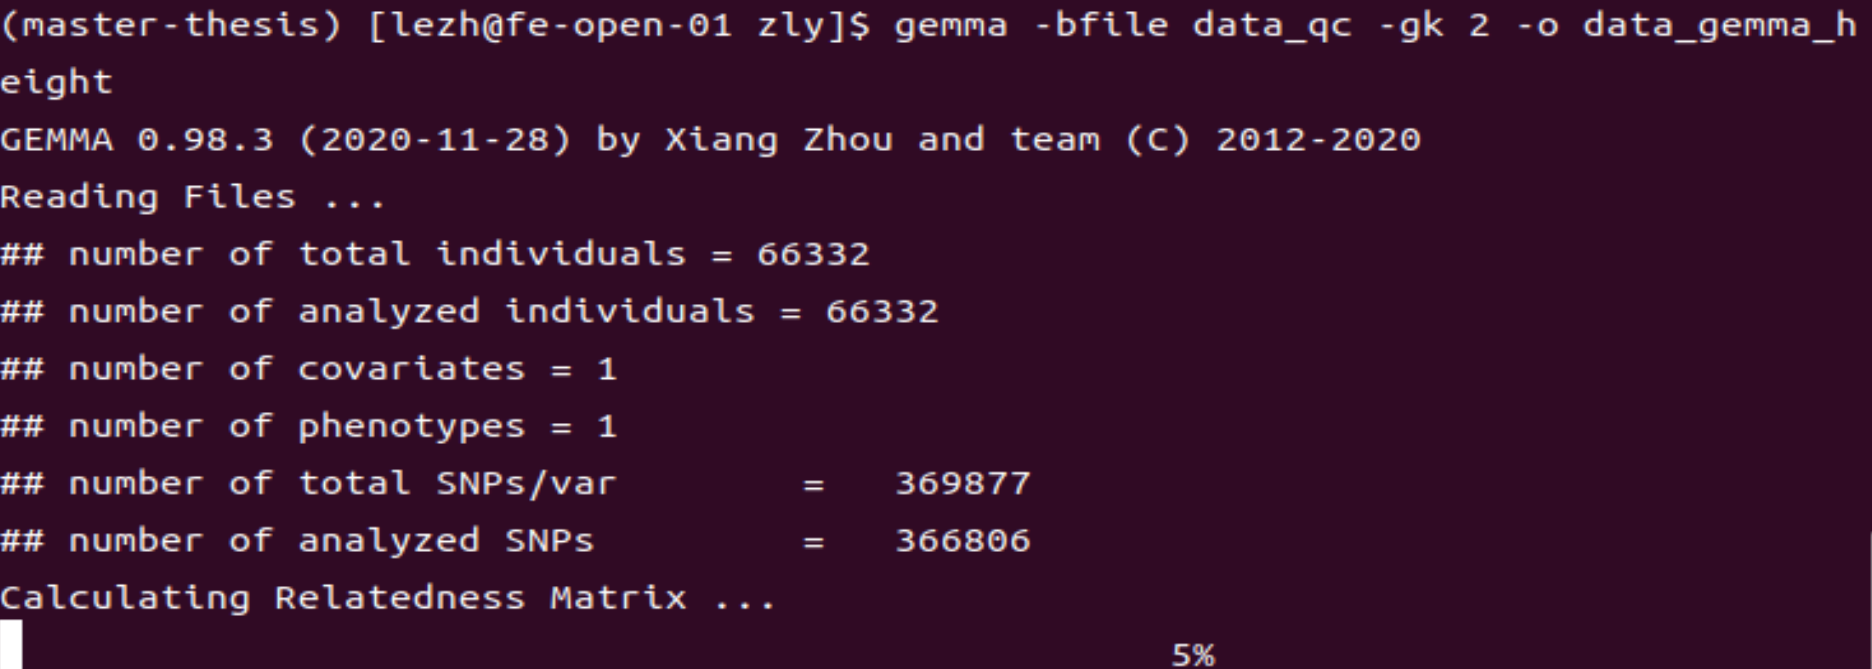 (master-thesis) [lezh@fe-open-01 zly]$ gemma -bfile data_qc -gk 2 -o data_gemma_h
eight
GEMMA 0.98.3 (2020-11-28) by Xiang Zhou and team (C) 2012-2020
Reading Files ...
## number of total individuals = 66332
## number of analyzed individuals = 66332
## number of covariates = 1
## number of phenotypes = 1
## number of total SNPs/var        =   369877
## number of analyzed SNPs         =   366806
Calculating Relatedness Matrix ...
5%